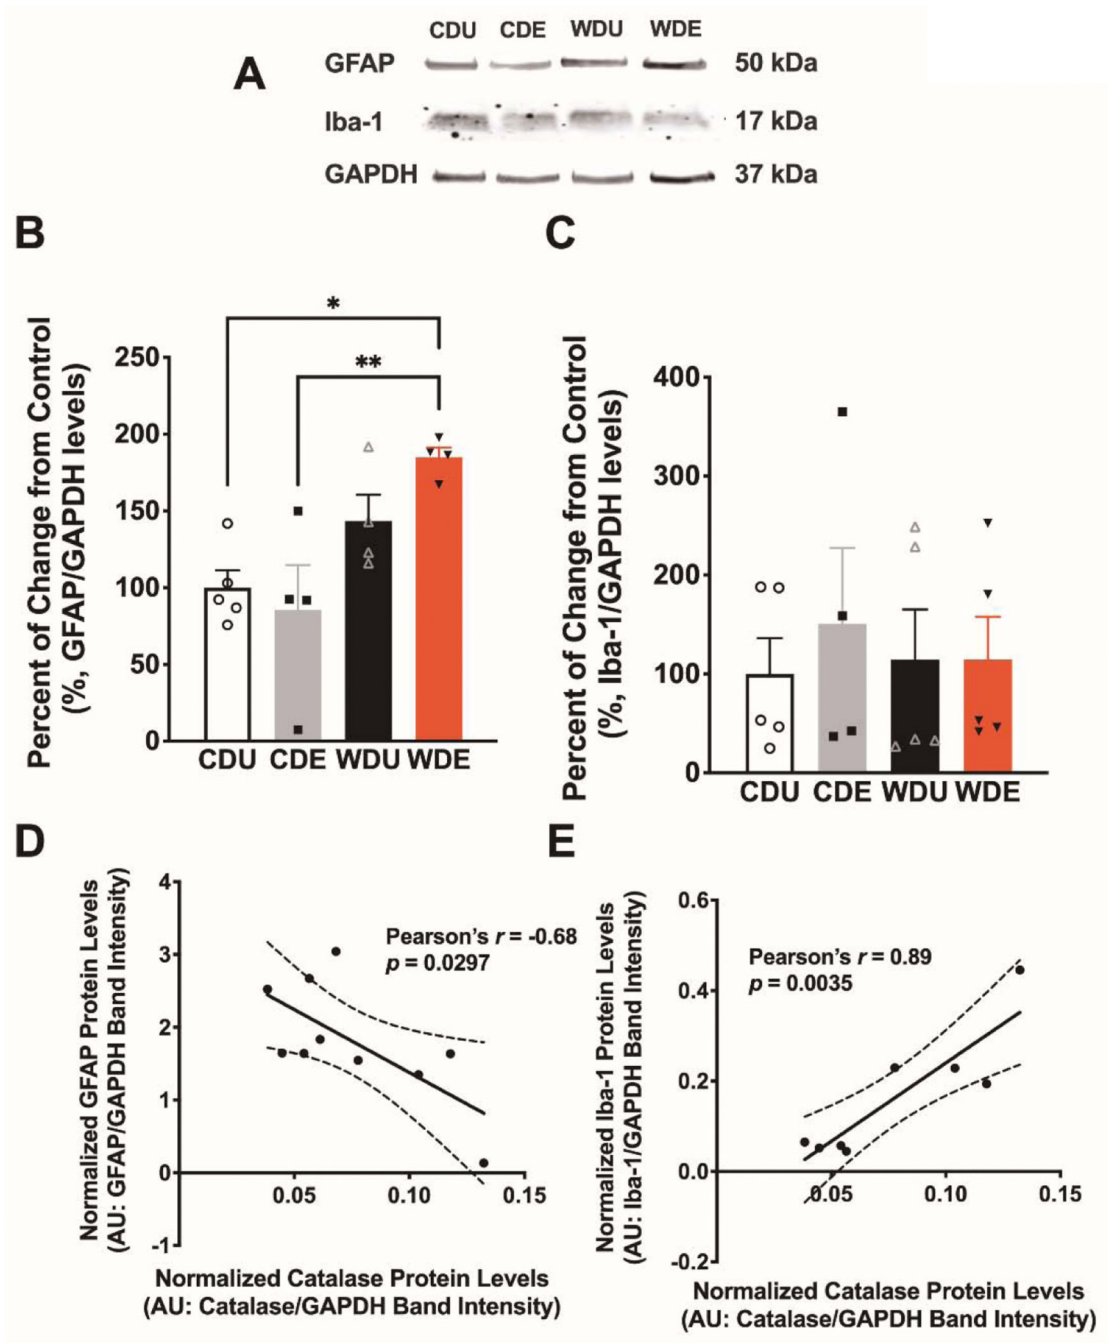 A
CDU CDE WDU WDE
GFAP 50 kDa
Iba-1 17 kDa
GAPDH 37 kDa
B
Percent of Change from Control
(%, GFAP/GAPDH levels)
250
200
150
100
50
0
*
**
CDU CDE WDU WDE
C
Percent of Change from Control
(%, Iba-1/GAPDH levels)
400
300
200
100
0
CDU CDE WDU WDE
D
Normalized GFAP Protein Levels
(AU: GFAP/GAPDH Band Intensity)
4
3
2
1
0
-1
Pearson's r = -0.68
p = 0.0297
0.05 0.10 0.15
Normalized Catalase Protein Levels
(AU: Catalase/GAPDH Band Intensity)
E
Normalized Iba-1 Protein Levels
(AU: Iba-1/GAPDH Band Intensity)
0.6
0.4
0.2
0.0
-0.2
Pearson's r = 0.89
p = 0.0035
0.05 0.10 0.15
Normalized Catalase Protein Levels
(AU: Catalase/GAPDH Band Intensity)